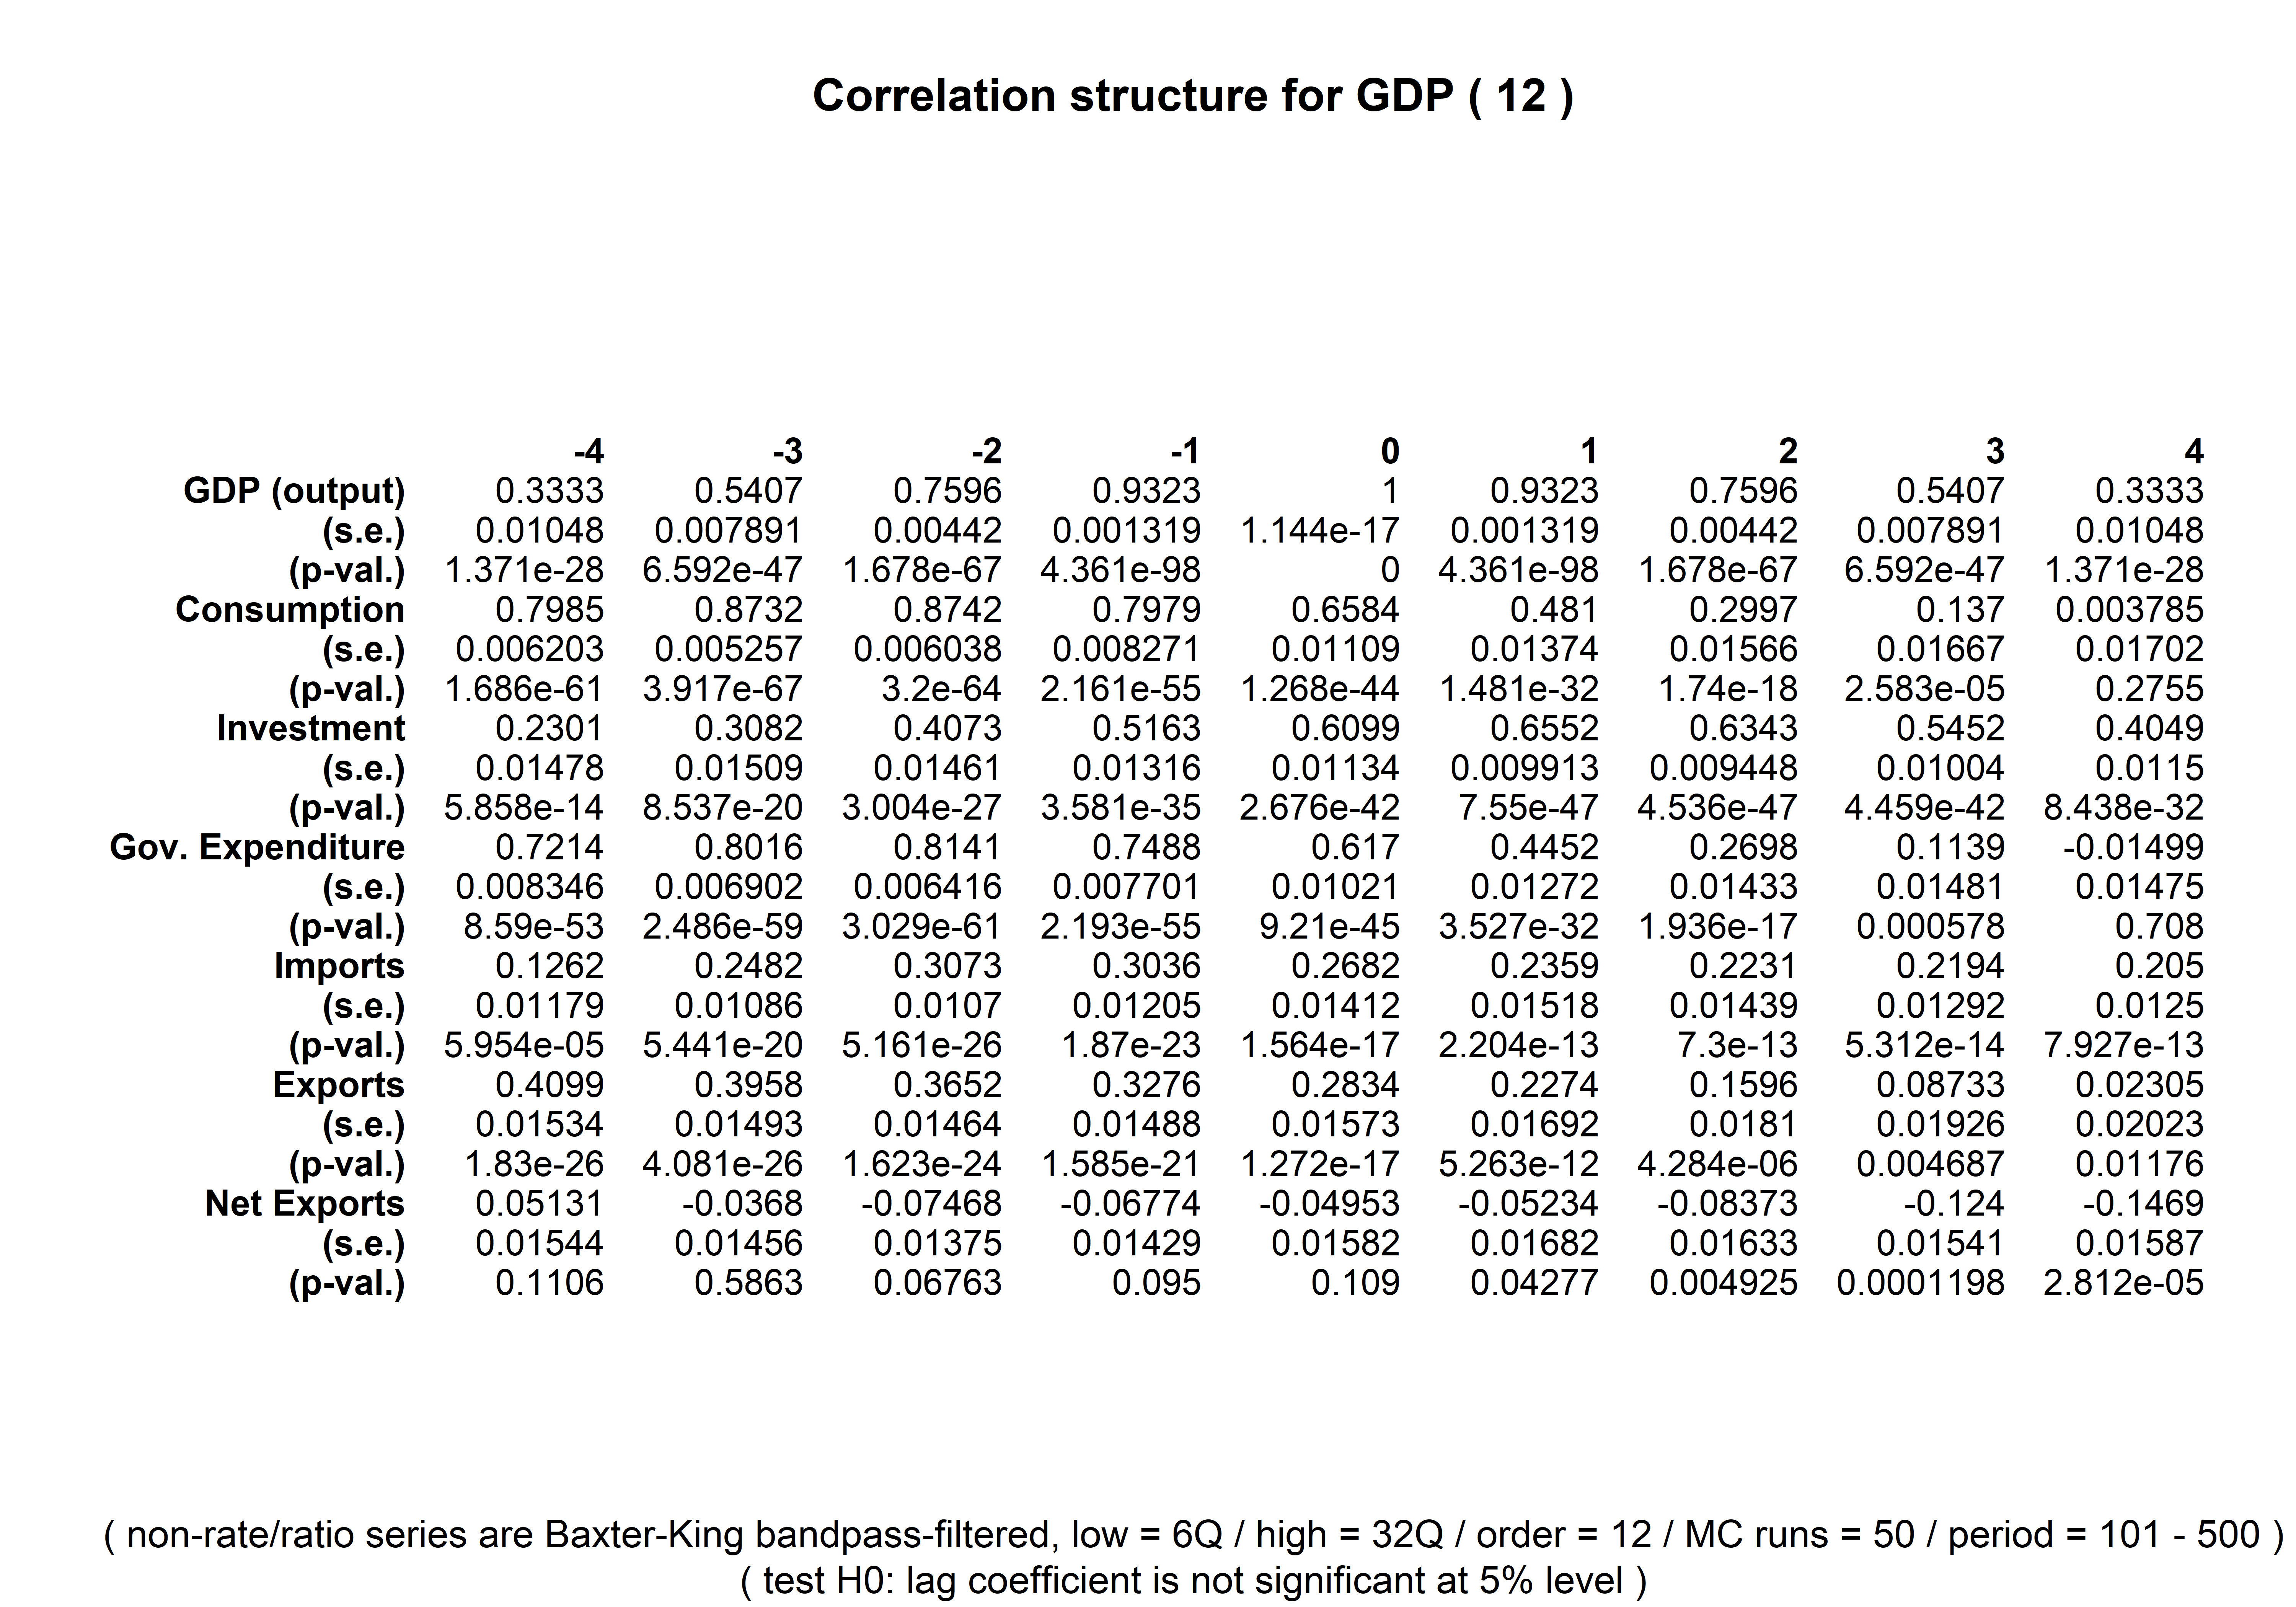 Correlation structure for GDP ( 12 )
-4 -3 -2 -1 0 1 2 3 4
GDP (output) 0.3333 0.5407 0.7596 0.9323 1 0.9323 0.7596 0.5407 0.3333
(s.e.) 0.01048 0.007891 0.00442 0.001319 1.144e-17 0.001319 0.00442 0.007891 0.01048
(p-val.) 1.371e-28 6.592e-47 1.678e-67 4.361e-98 0 4.361e-98 1.678e-67 6.592e-47 1.371e-28
Consumption 0.7985 0.8732 0.8742 0.7979 0.6584 0.481 0.2997 0.137 0.003785
(s.e.) 0.006203 0.005257 0.006038 0.008271 0.01109 0.01374 0.01566 0.01667 0.01702
(p-val.) 1.686e-61 3.917e-67 3.2e-64 2.161e-55 1.268e-44 1.481e-32 1.74e-18 2.583e-05 0.2755
Investment 0.2301 0.3082 0.4073 0.5163 0.6099 0.6552 0.6343 0.5452 0.4049
(s.e.) 0.01478 0.01509 0.01461 0.01316 0.01134 0.009913 0.009448 0.01004 0.0115
(p-val.) 5.858e-14 8.537e-20 3.004e-27 3.581e-35 2.676e-42 7.55e-47 4.536e-47 4.459e-42 8.438e-32
Gov. Expenditure 0.7214 0.8016 0.8141 0.7488 0.617 0.4452 0.2698 0.1139 -0.01499
(s.e.) 0.008346 0.006902 0.006416 0.007701 0.01021 0.01272 0.01433 0.01481 0.01475
(p-val.) 8.59e-53 2.486e-59 3.029e-61 2.193e-55 9.21e-45 3.527e-32 1.936e-17 0.000578 0.708
Imports 0.1262 0.2482 0.3073 0.3036 0.2682 0.2359 0.2231 0.2194 0.205
(s.e.) 0.01179 0.01086 0.0107 0.01205 0.01412 0.01518 0.01439 0.01292 0.0125
(p-val.) 5.954e-05 5.441e-20 5.161e-26 1.87e-23 1.564e-17 2.204e-13 7.3e-13 5.312e-14 7.927e-13
Exports 0.4099 0.3958 0.3652 0.3276 0.2834 0.2274 0.1596 0.08733 0.02305
(s.e.) 0.01534 0.01493 0.01464 0.01488 0.01573 0.01692 0.0181 0.01926 0.02023
(p-val.) 1.83e-26 4.081e-26 1.623e-24 1.585e-21 1.272e-17 5.263e-12 4.284e-06 0.004687 0.01176
Net Exports 0.05131 -0.0368 -0.07468 -0.06774 -0.04953 -0.05234 -0.08373 -0.124 -0.1469
(s.e.) 0.01544 0.01456 0.01375 0.01429 0.01582 0.01682 0.01633 0.01541 0.01587
(p-val.) 0.1106 0.5863 0.06763 0.095 0.109 0.04277 0.004925 0.0001198 2.812e-05
( non-rate/ratio series are Baxter-King bandpass-filtered, low = 6Q / high = 32Q / order = 12 / MC runs = 50 / period = 101 - 500 )
( test H0: lag coefficient is not significant at 5% level )